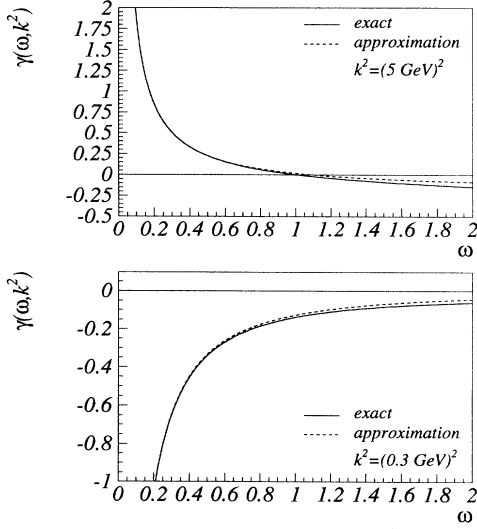 γ(ω,k²)
2
1.75
1.5
1.25
1
0.75
0.5
0.25
0
-0.25
-0.5
exact
approximation
k²=(5 GeV)²
0 0.2 0.4 0.6 0.8 1 1.2 1.4 1.6 1.8 2
ω
γ(ω,k²)
0
-0.2
-0.4
-0.6
-0.8
-1
exact
approximation
k²=(0.3 GeV)²
0 0.2 0.4 0.6 0.8 1 1.2 1.4 1.6 1.8 2
ω